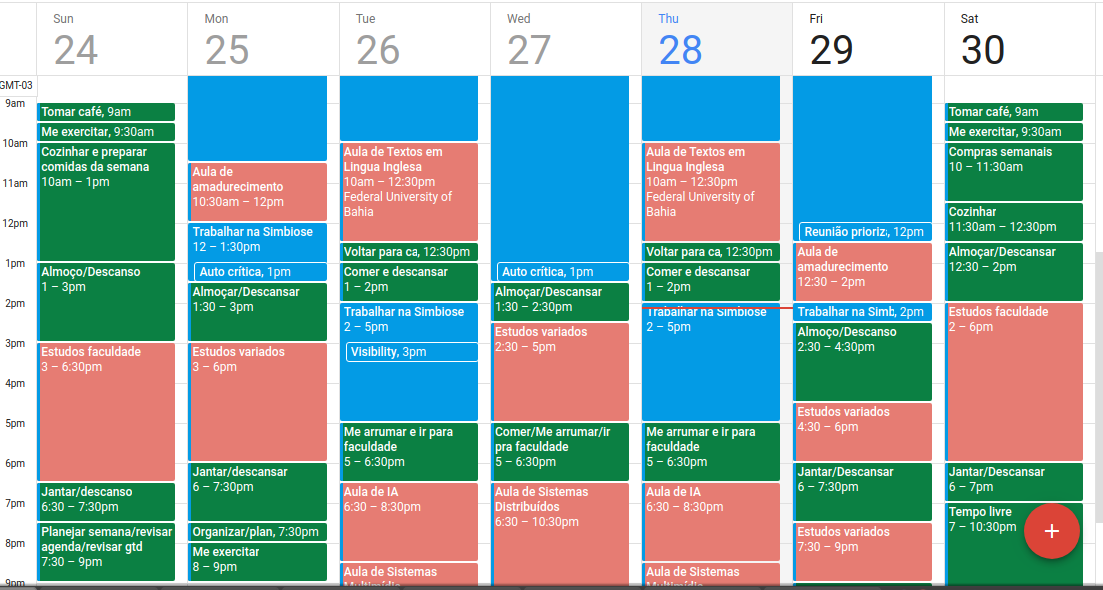 Sun
24
Mon
25
Tue
26
Wed
27
Thu
28
Fri
29
Sat
30
GMT-03
9am
10am
11am
12pm
1pm
2pm
3pm
4pm
5pm
6pm
7pm
8pm
9pm
Tomar café, 9am
Me exercitar, 9:30am
Cozinhar e preparar
comidas da semana
10am – 1pm
Almoço/Descanso
1 – 3pm
Estudos faculdade
3 – 6:30pm
Jantar/descanso
6:30 – 7:30pm
Planejar semana/revisar
agenda/revisar gtd
7:30 – 9pm
Aula de
amadurecimento
10:30am – 12pm
Trabalhar na Simbiose
12 – 1:30pm
Auto crítica, 1pm
Almoçar/Descansar
1:30 – 3pm
Estudos variados
3 – 6pm
Jantar/descansar
6 – 7:30pm
Organizar/plan, 7:30pm
Me exercitar
8 – 9pm
Aula de Textos em
Lingua Inglesa
10am – 12:30pm
Federal University of
Bahia
Voltar para ca, 12:30pm
Comer e descansar
1 – 2pm
Trabalhar na Simbiose
2 – 5pm
Visibility, 3pm
Me arrumar e ir para
faculdade
5 – 6:30pm
Aula de IA
6:30 – 8:30pm
Aula de Sistemas
Multimídia
Auto crítica, 1pm
Almoçar/Descansar
1:30 – 2:30pm
Estudos variados
2:30 – 5pm
Comer/Me arrumar/ir
pra faculdade
5 – 6:30pm
Aula de Sistemas
Distribuídos
6:30 – 10:30pm
Aula de Textos em
Lingua Inglesa
10am – 12:30pm
Federal University of
Bahia
Voltar para ca, 12:30pm
Comer e descansar
1 – 2pm
Trabalhar na Simbiose
2 – 5pm
Me arrumar e ir para
faculdade
5 – 6:30pm
Aula de IA
6:30 – 8:30pm
Aula de Sistemas
Multimídia
Reunião prioriz, 12pm
Aula de
amadurecimento
12:30 – 2pm
Trabalhar na Simb, 2pm
Almoço/Descanso
2:30 – 4:30pm
Estudos variados
4:30 – 6pm
Jantar/Descansar
6 – 7:30pm
Estudos variados
7:30 – 9pm
Tomar café, 9am
Me exercitar, 9:30am
Compras semanais
10 – 11:30am
Cozinhar
11:30am – 12:30pm
Almoçar/Descansar
12:30 – 2pm
Estudos faculdade
2 – 6pm
Jantar/Descansar
6 – 7pm
Tempo livre
7 – 10:30pm
+